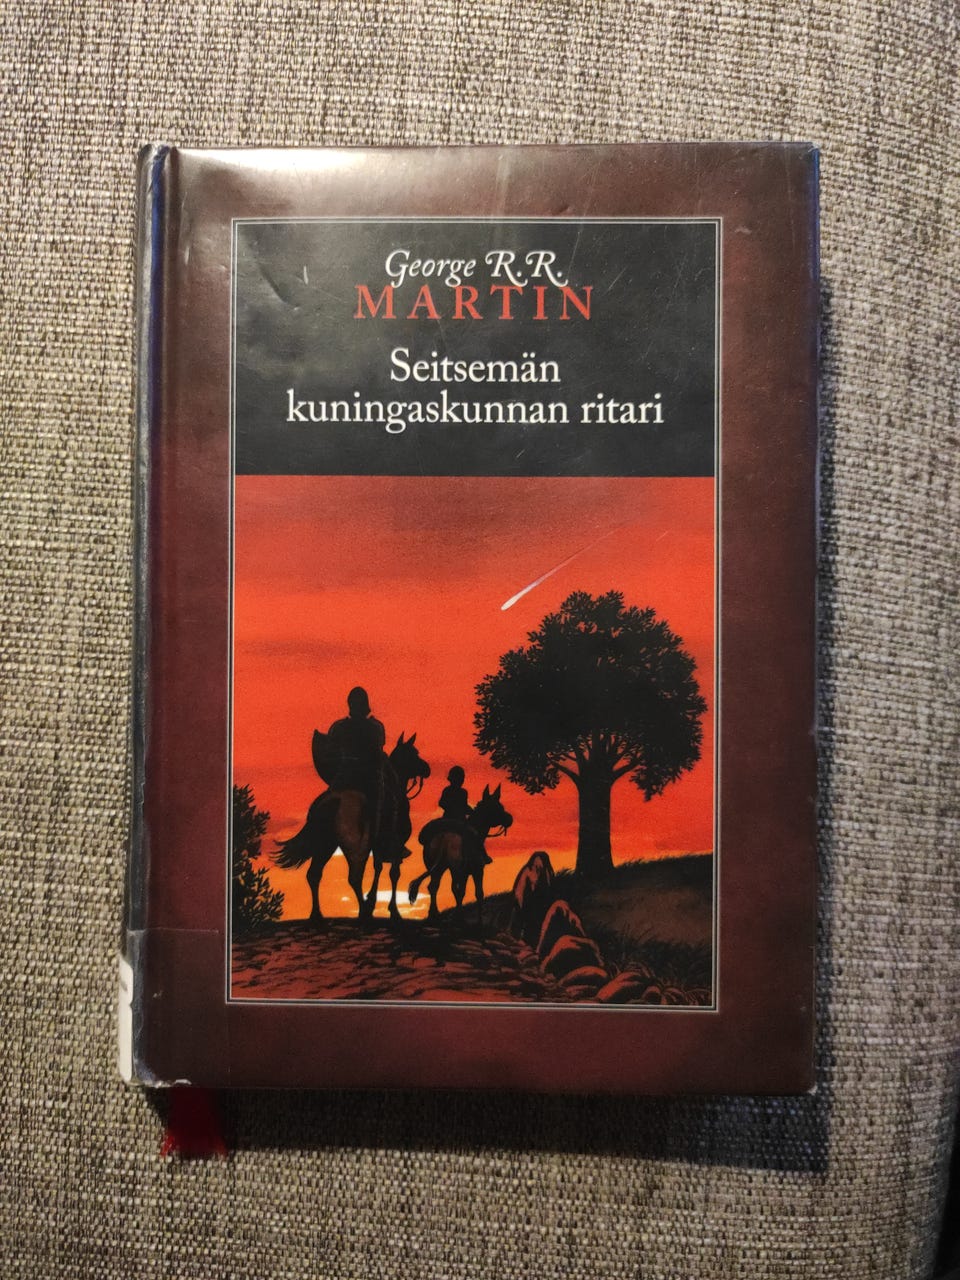 George R.R.
MARTIN
Seitsemän
kuningaskunnan ritari